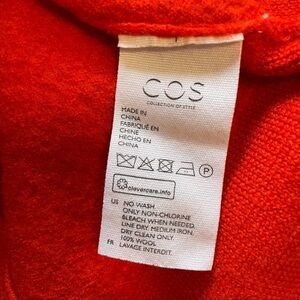 COS
COLLECTION OF STYLE
MADE IN
CHINA
FABRIQUÉ EN
CHINE
HECHO EN
CHINA
P
clevercare.info
US NO WASH
ONLY NON-CHLORINE
BLEACH WHEN NEEDED.
LINE DRY. MEDIUM IRON.
DRY CLEAN ONLY.
100% WOOL
FR LAVAGE INTERDIT.